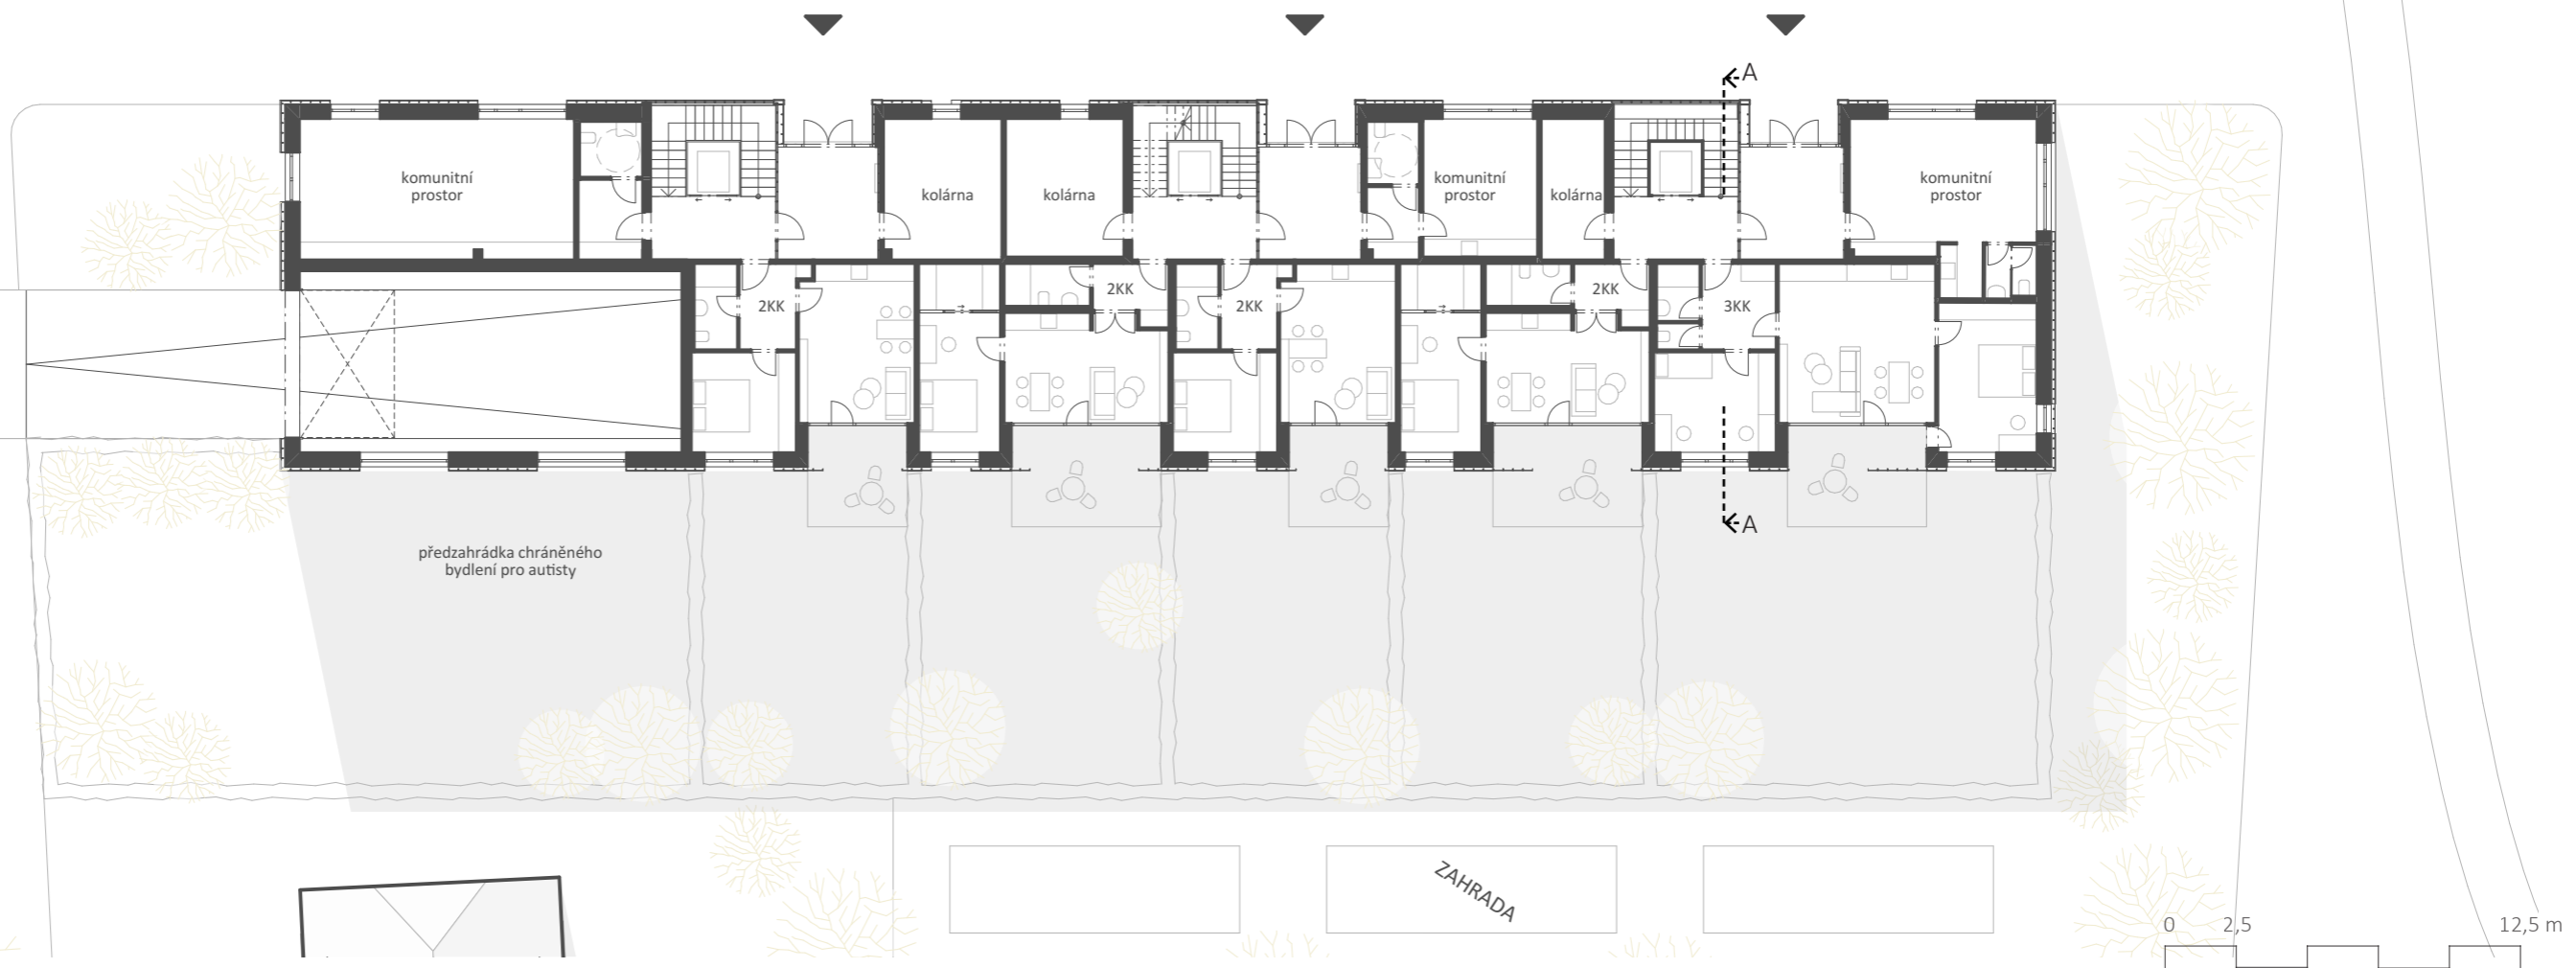 A
komunitní
prostor
kolárna
kolárna
komunitní
prostor
kolárna
komunitní
prostor
2KK
2KK
2KK
2KK
3KK
A
předzahrádka chráněného
bydlení pro autisty
ZAHRADA
0 2,5 12,5 m